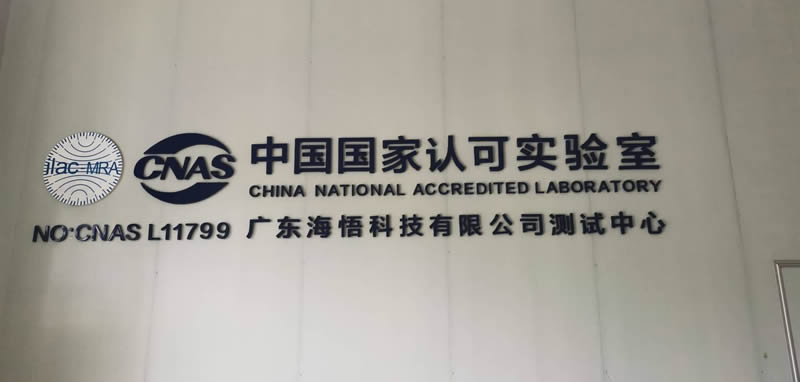 ilac-MRA
CNAS
中国国家认可实验室
CHINA NATIONAL ACCREDITED LABORATORY
NO·CNAS L11799
广东海悟科技有限公司测试中心